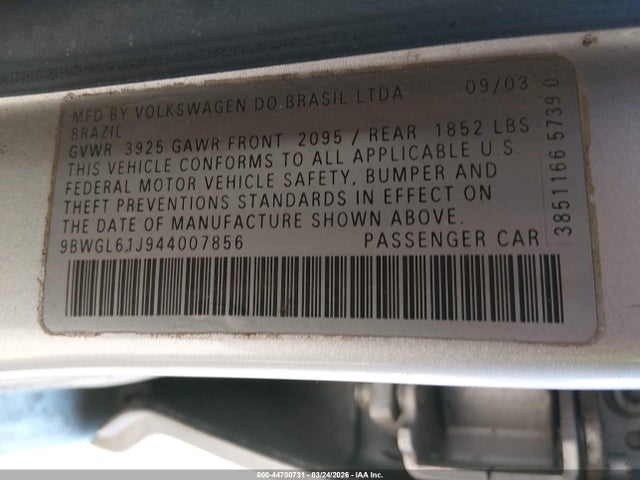 MFD BY VOLKSWAGEN DO BRASIL LTDA 09/03
BRAZIL
GVWR 3925 GAWR FRONT 2095 / REAR 1852 LBS
THIS VEHICLE CONFORMS TO ALL APPLICABLE U.S.
FEDERAL MOTOR VEHICLE SAFETY, BUMPER AND
THEFT PREVENTIONS STANDARDS IN EFFECT ON
THE DATE OF MANUFACTURE SHOWN ABOVE.
9BWGL61J944007856 PASSENGER CAR
38511166 5739 0
000-44700731 - 03/24/2026 - IAA Inc.